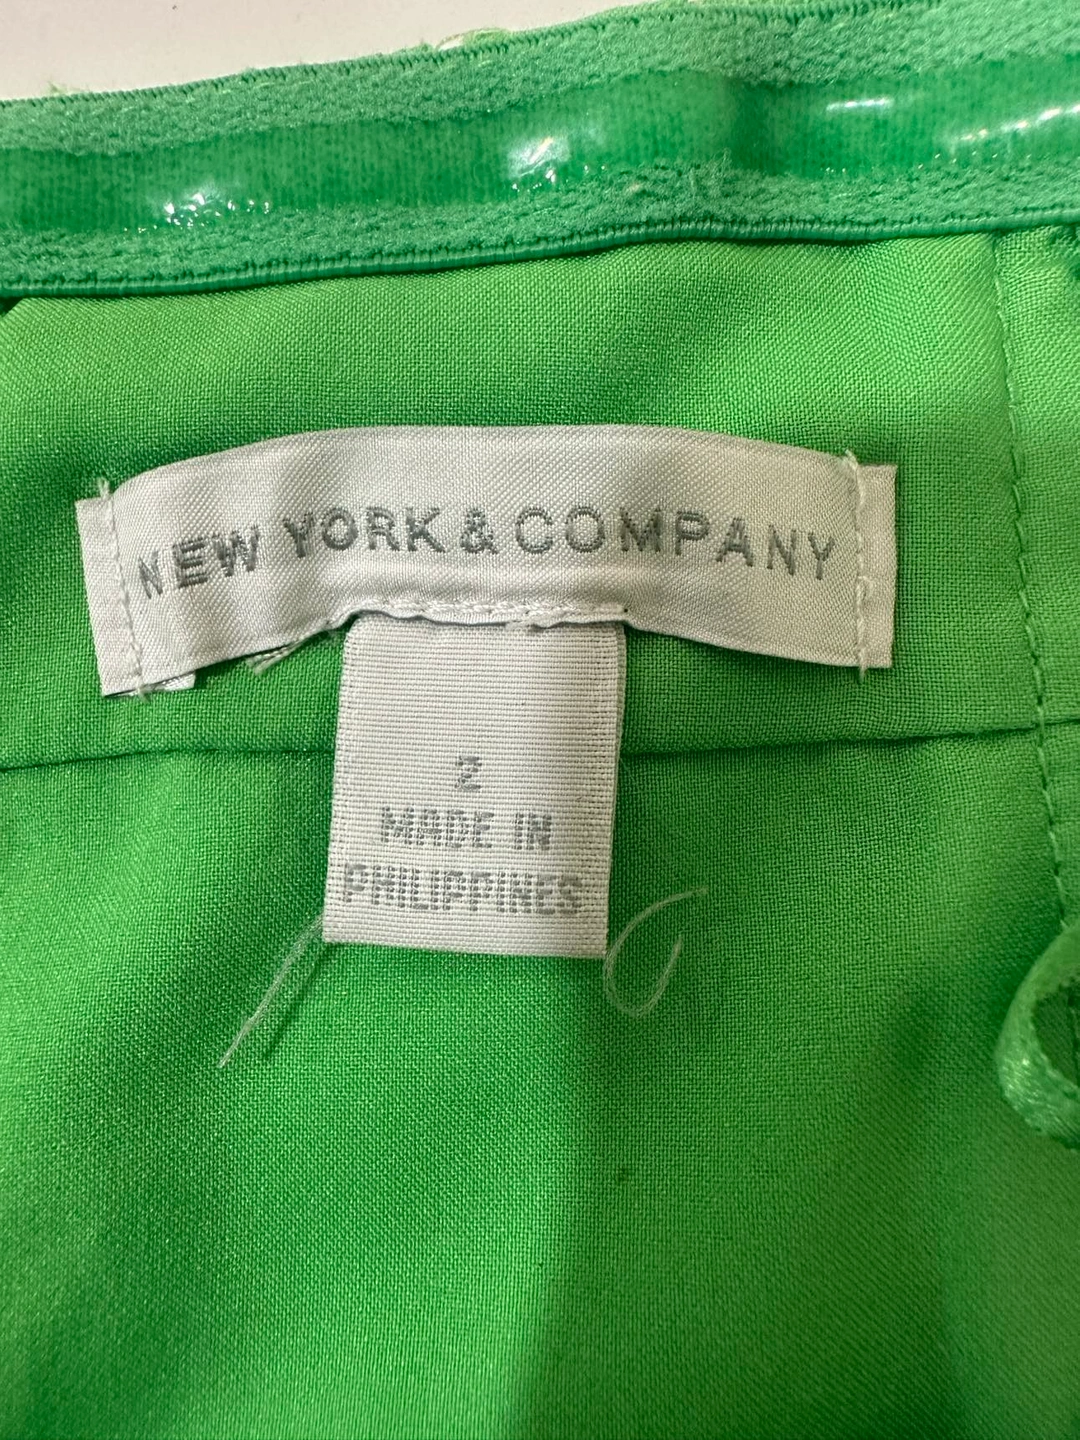 NEW YORK & COMPANY
2
MADE IN
PHILIPPINES